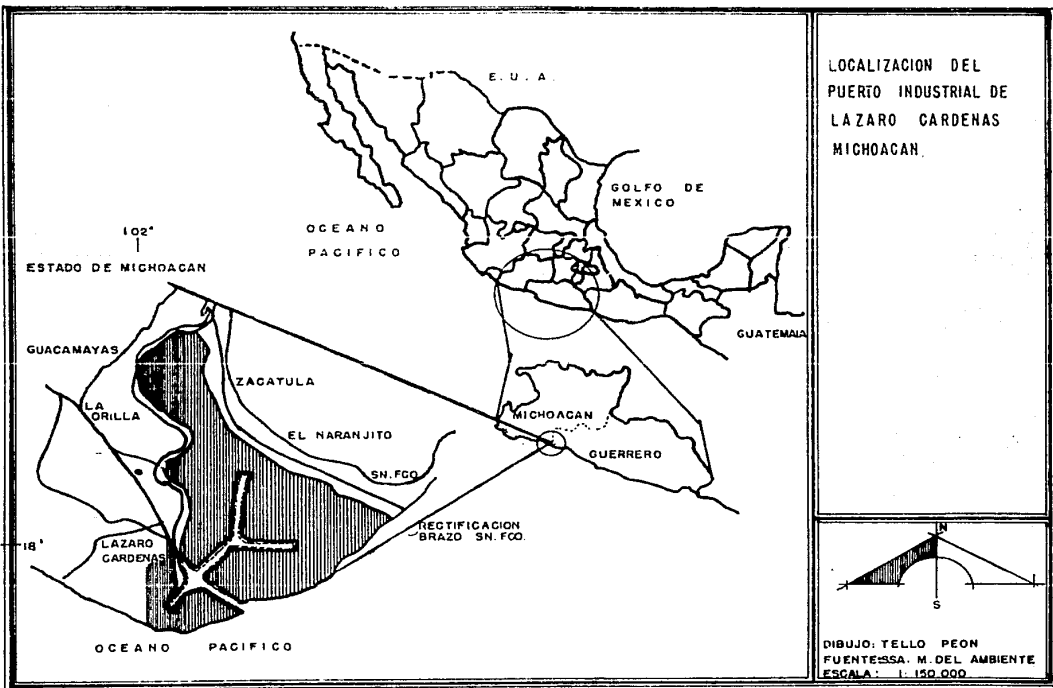 LOCALIZACION DEL
PUERTO INDUSTRIAL DE
LAZARO CARDENAS
MICHOACAN.
E. U. A.
GOLFO DE
MEXICO
OCEANO
PACIFICO
102°
ESTADO DE MICHOACAN
GUATEMALA
GUACAMAYAS
ZACATULA
MICHOACAN
LA
ORILLA
EL NARANJITO
GUERRERO
SN. FCO.
RECTIFICACION
BRAZO SN. FCO.
18°
LAZARO
CARDENAS
OCEANO PACIFICO
N
S
DIBUJO: TELLO PEON
FUENTE:SSA. M. DEL AMBIENTE
ESCALA: 1: 150 000